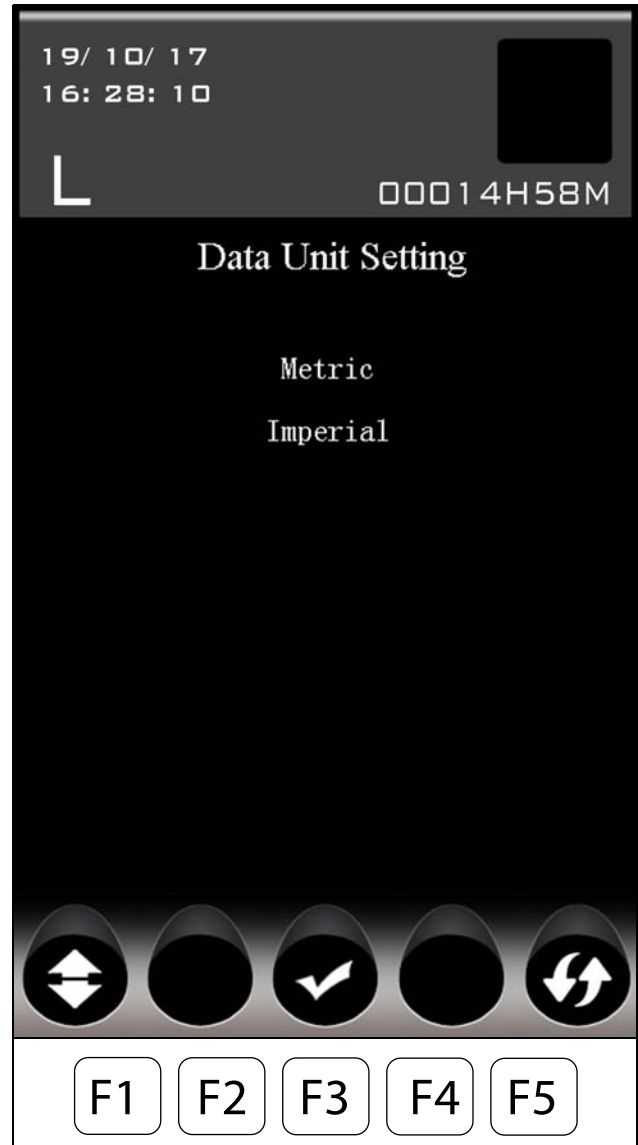 19/ 10/ 17
16: 28: 10
L
00014H58M
Data Unit Setting
Metric
Imperial
F1 F2 F3 F4 F5